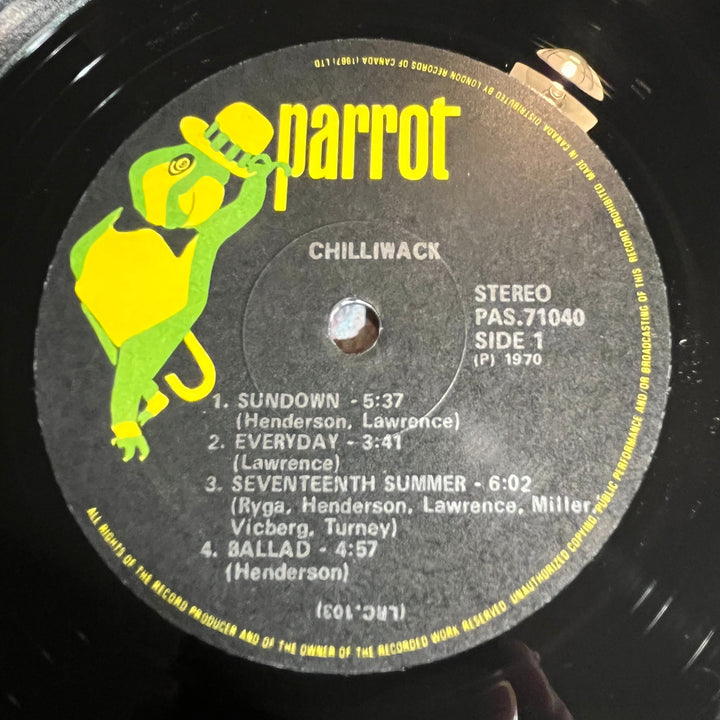 parrot
CHILLIWACK
STEREO
PAS.71040
SIDE 1
(P) 1970
1. SUNDOWN - 5:37
(Henderson, Lawrence)
2. EVERYDAY - 3:41
(Lawrence)
3. SEVENTEENTH SUMMER - 6:02
(Ryga, Henderson, Lawrence, Miller,
Vicberg, Turney)
4. BALLAD - 4:57
(Henderson)
(LRC.103)
ALL RIGHTS OF THE RECORD PRODUCER AND OF THE OWNER OF THE RECORDED WORK RESERVED. UNAUTHORIZED COPYING, PUBLIC PERFORMANCE AND/OR BROADCASTING OF THIS RECORD PROHIBITED. MADE IN CANADA DISTRIBUTED BY LONDON RECORDS OF CANADA (1967) LTD